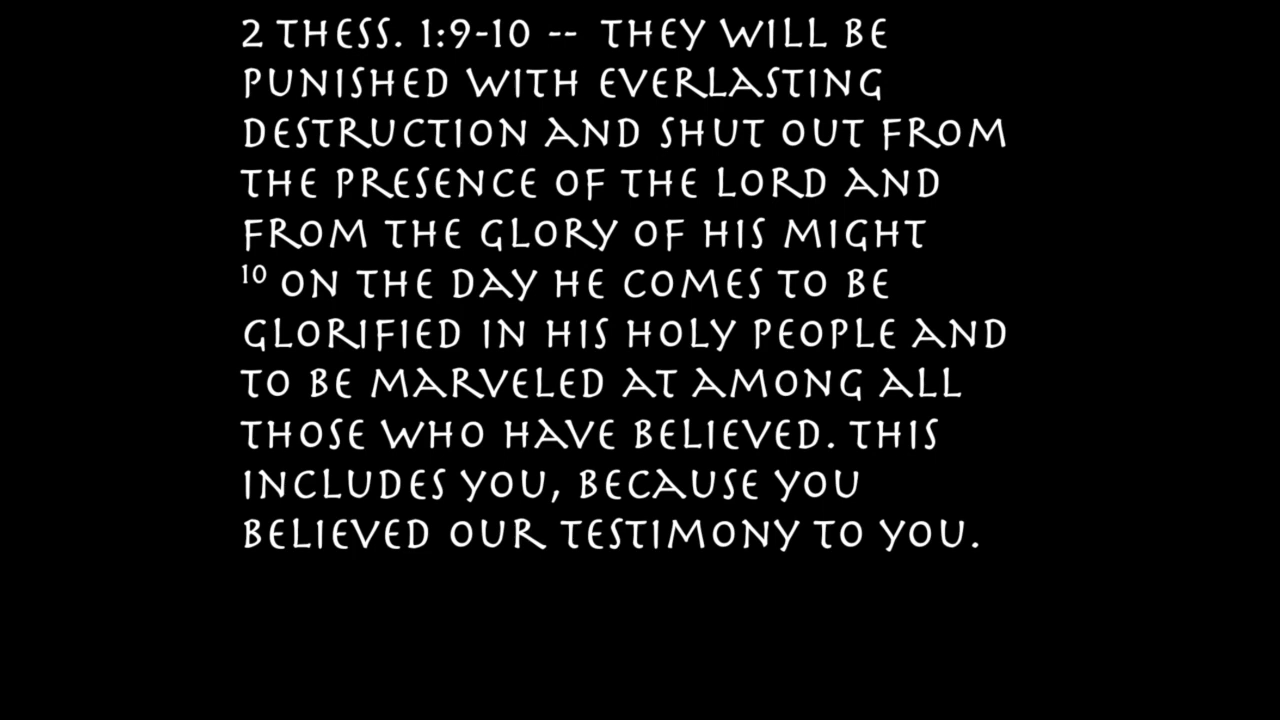 2 THESS. 1:9-10 -- THEY WILL BE
PUNISHED WITH EVERLASTING
DESTRUCTION AND SHUT OUT FROM
THE PRESENCE OF THE LORD AND
FROM THE GLORY OF HIS MIGHT
10 ON THE DAY HE COMES TO BE
GLORIFIED IN HIS HOLY PEOPLE AND
TO BE MARVELED AT AMONG ALL
THOSE WHO HAVE BELIEVED. THIS
INCLUDES YOU, BECAUSE YOU
BELIEVED OUR TESTIMONY TO YOU.